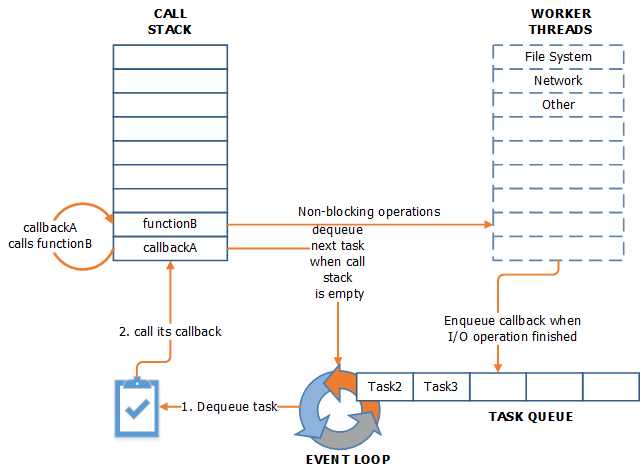 CALL
STACK
WORKER
THREADS
File System
Network
Other
callbackA
calls functionB
functionB
callbackA
Non-blocking operations
dequeue
next task
when call
stack
is empty
2. call its callback
Enqueue callback when
I/O operation finished
1. Dequeue task
Task2
Task3
TASK QUEUE
EVENT LOOP